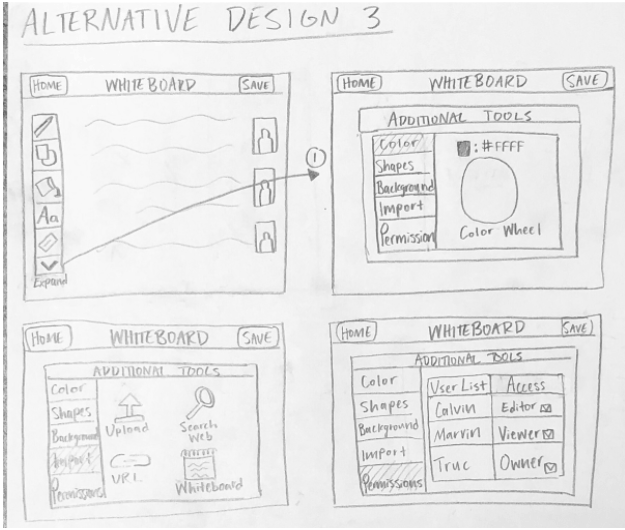 ALTERNATIVE DESIGN 3
HOME WHITEBOARD SAVE
Aa
Expand
1
HOME WHITEBOARD SAVE
ADDITIONAL TOOLS
Color
Shapes
Background
Import
Permission
: #FFFF
Color Wheel
HOME WHITEBOARD SAVE
ADDITIONAL TOOLS
Color
Shapes
Background
Import
Permissions
Upload
Search
Web
URL
Whiteboard
HOME WHITEBOARD SAVE
ADDITIONAL TOOLS
Color
Shapes
Background
Import
Permissions
User List Access
Calvin Editor
Marvin Viewer
Truc Owner